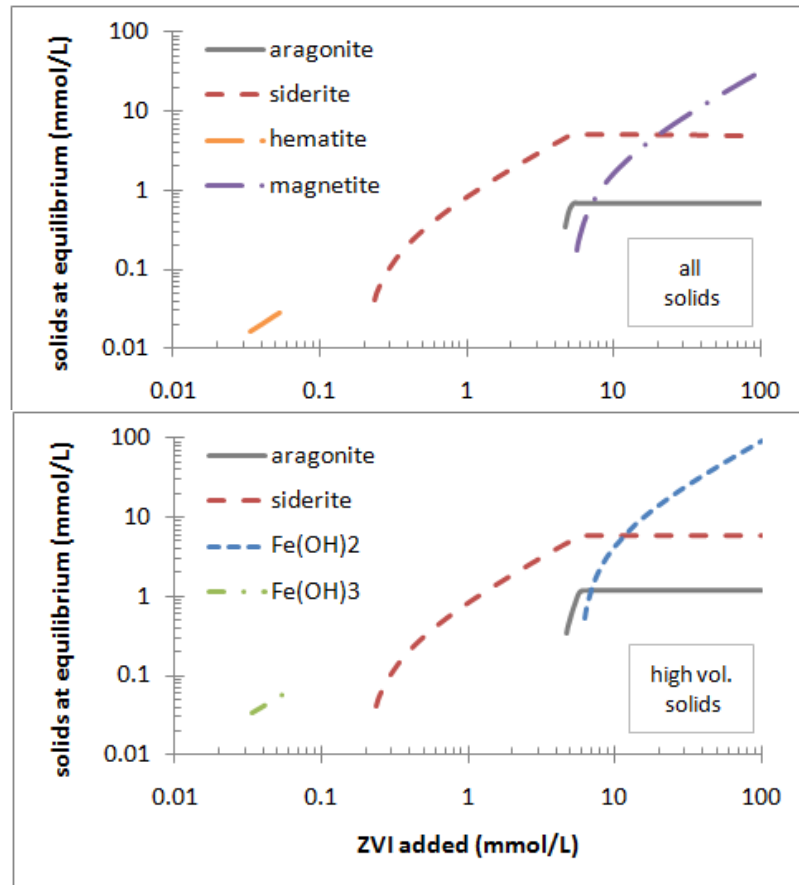 solids at equilibrium (mmol/L)
100
10
1
0.1
0.01
aragonite
siderite
hematite
magnetite
all
solids
0.01 0.1 1 10 100
solids at equilibrium (mmol/L)
100
10
1
0.1
0.01
aragonite
siderite
Fe(OH)2
Fe(OH)3
high vol.
solids
0.01 0.1 1 10 100
ZVI added (mmol/L)